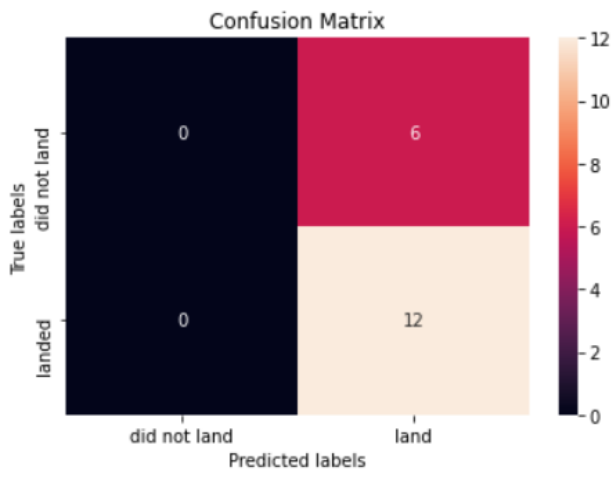 Confusion Matrix
True labels
did not land
landed
0
6
0
12
did not land
land
Predicted labels
12
10
8
6
4
2
0